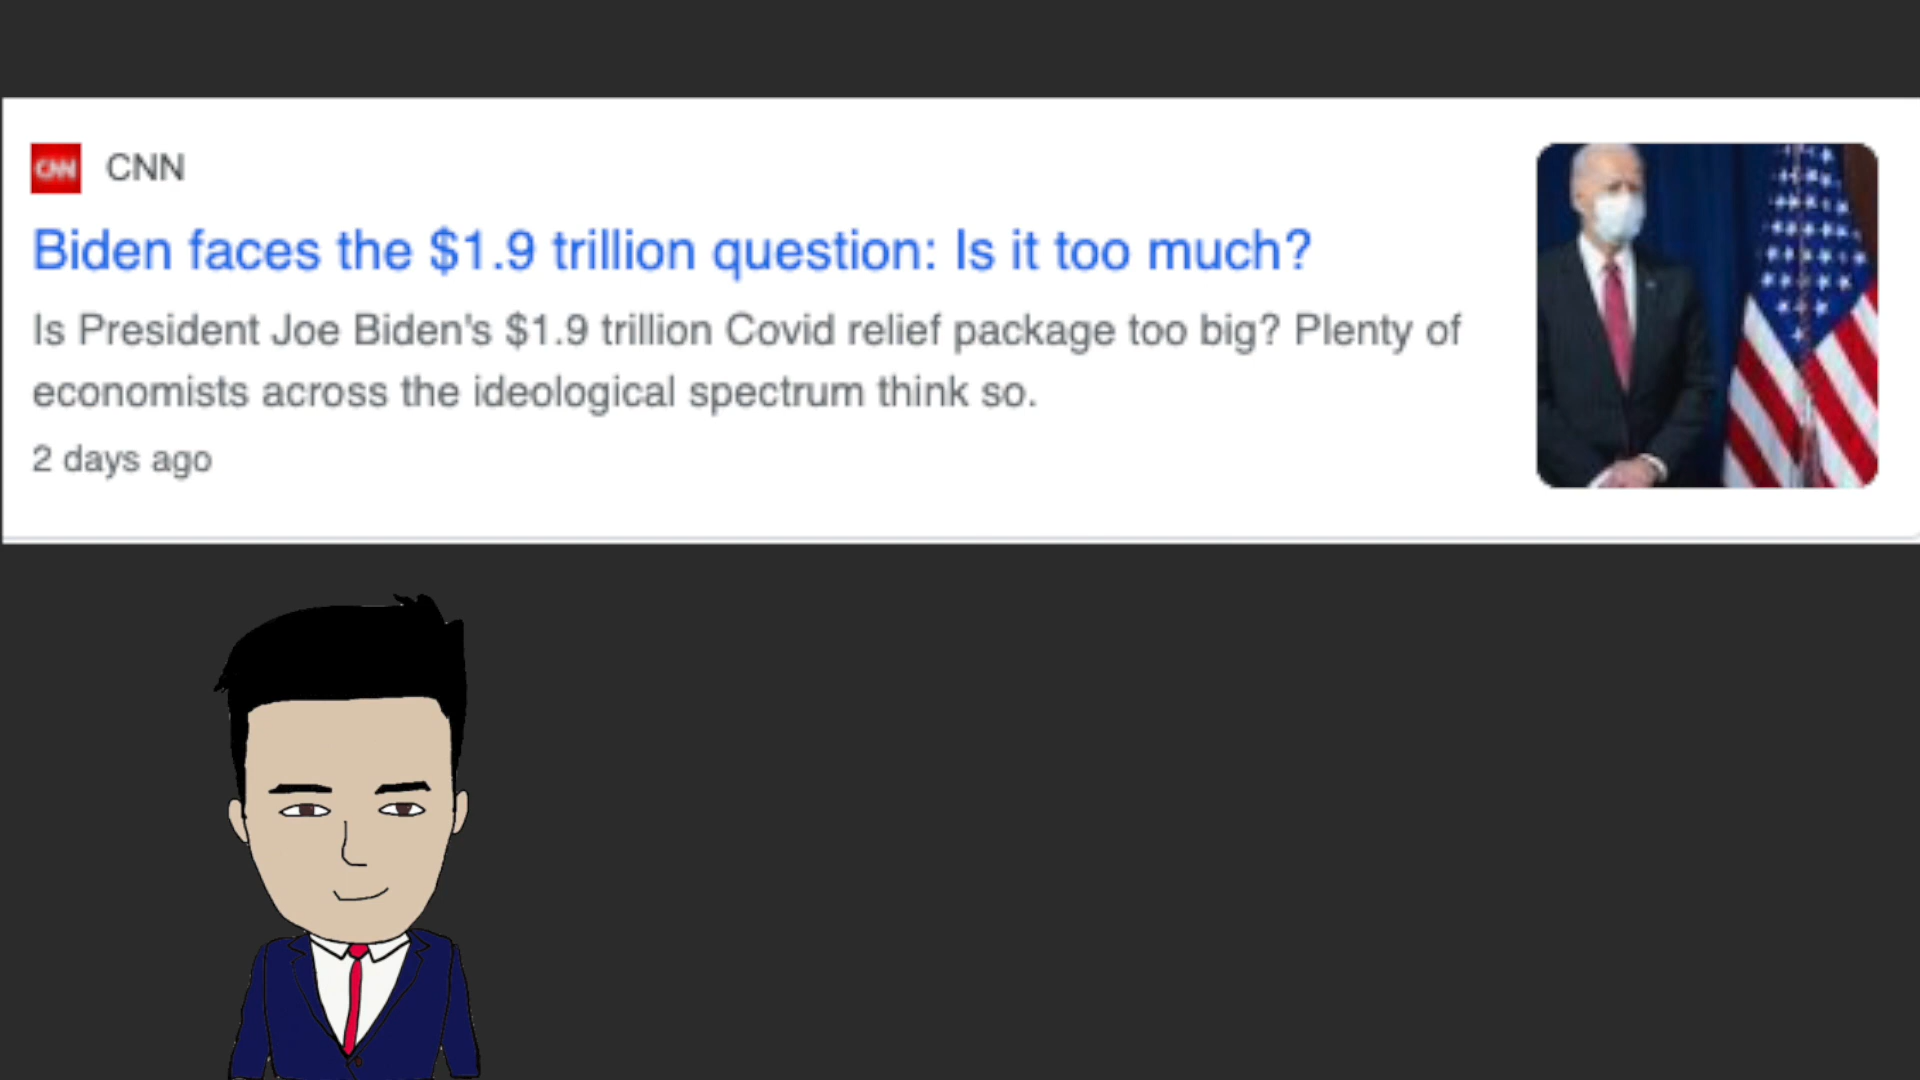 CNN CNN
Biden faces the $1.9 trillion question: Is it too much?
Is President Joe Biden's $1.9 trillion Covid relief package too big? Plenty of
economists across the ideological spectrum think so.
2 days ago